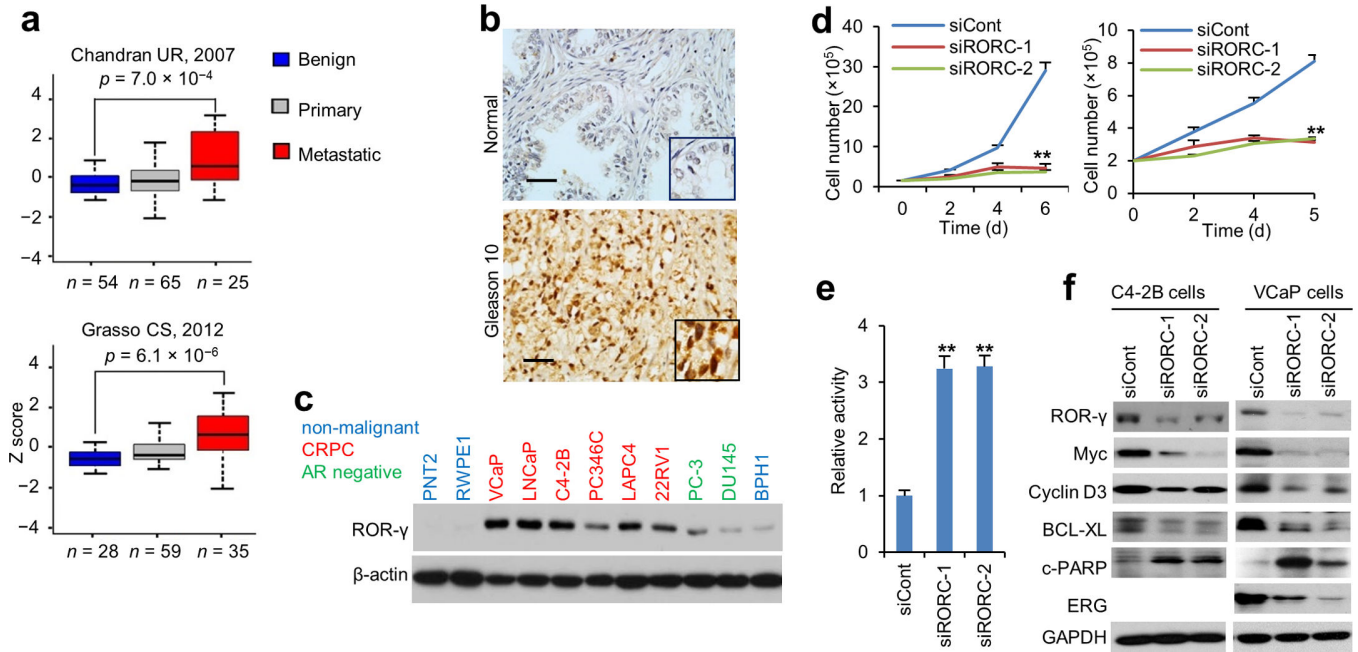 a
Chandran UR, 2007
p = 7.0 × 10⁻⁴
4
2
0
−2
−4
n = 54 n = 65 n = 25
Benign
Primary
Metastatic
Grasso CS, 2012
p = 6.1 × 10⁻⁶
Z score
4
2
0
−2
−4
n = 28 n = 59 n = 35
b
Normal
Gleason 10
c
non-malignant
CRPC
AR negative
PNT2 RWPE1 VCaP LNCaP C4-2B PC346C LAPC4 22RV1 PC-3 DU145 BPH1
ROR-γ
β-actin
d
Cell number (×10⁵)
40
30
20
10
0
siCont
siRORC-1
siRORC-2
**
0 2 4 6
Time (d)
Cell number (×10⁵)
10
8
6
4
2
0
siCont
siRORC-1
siRORC-2
**
0 2 4 5
Time (d)
e
Relative activity
4
3
2
1
0
** **
siCont siRORC-1 siRORC-2
f
C4-2B cells VCaP cells
siCont siRORC-1 siRORC-2 siCont siRORC-1 siRORC-2
ROR-γ
Myc
Cyclin D3
BCL-XL
c-PARP
ERG
GAPDH